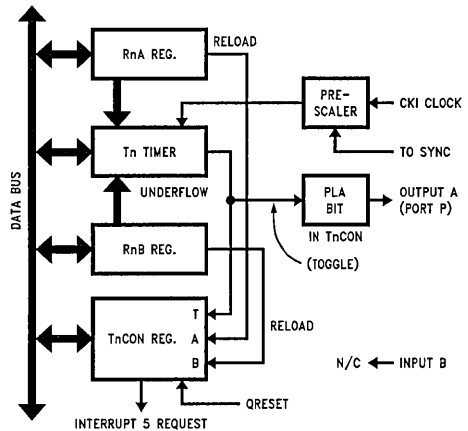 RnA REG.
RELOAD
PRE-
SCALER
CKI CLOCK
Tn TIMER
TO SYNC
UNDERFLOW
PLA
BIT
OUTPUT A
(PORT P)
DATA BUS
IN TnCON
RnB REG.
(TOGGLE)
T
RELOAD
TnCON REG.
A
B
N/C
INPUT B
QRESET
INTERRUPT 5 REQUEST